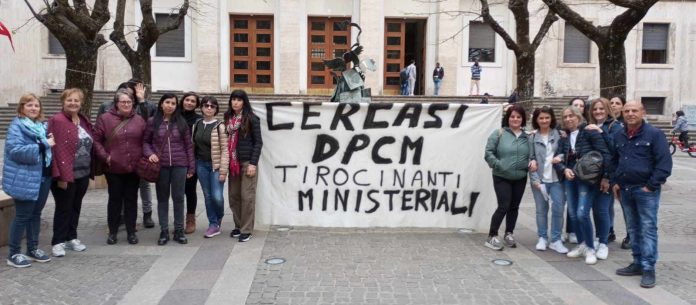 CERCASI
DPCM
TIROCINANTI
MINISTERIALI